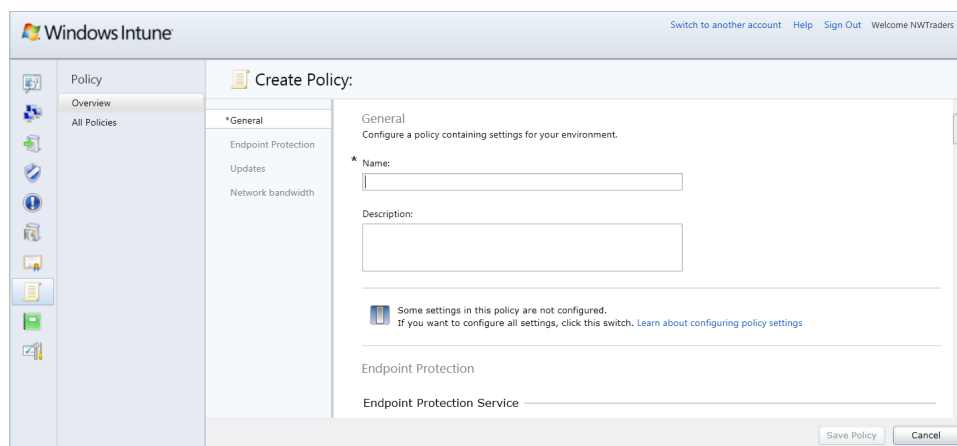 Windows Intune
Switch to another account Help Sign Out Welcome NWTraders
Policy
Overview
All Policies
Create Policy:
*General
Endpoint Protection
Updates
Network bandwidth
General
Configure a policy containing settings for your environment.
* Name:
Description:
Some settings in this policy are not configured.
If you want to configure all settings, click this switch. Learn about configuring policy settings
Endpoint Protection
Endpoint Protection Service
Save Policy Cancel